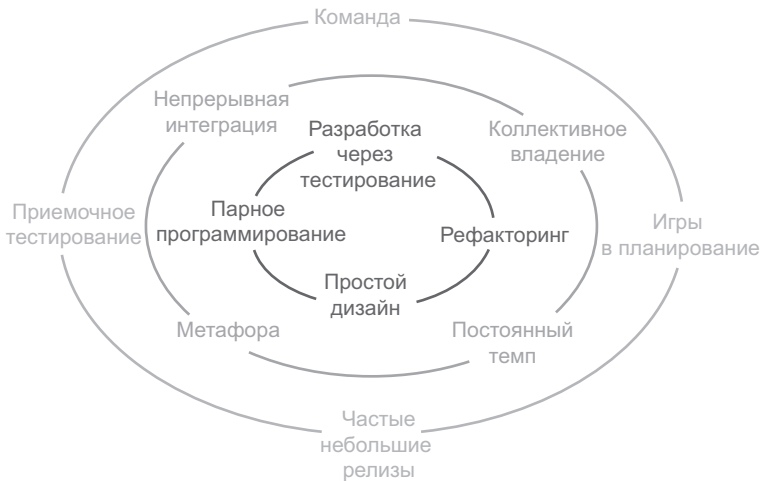 Команда
Непрерывная
интеграция
Разработка
через
тестирование
Коллективное
владение
Приемочное
тестирование
Парное
программирование
Рефакторинг
Игры
в планирование
Простой
дизайн
Метафора
Постоянный
темп
Частые
небольшие
релизы